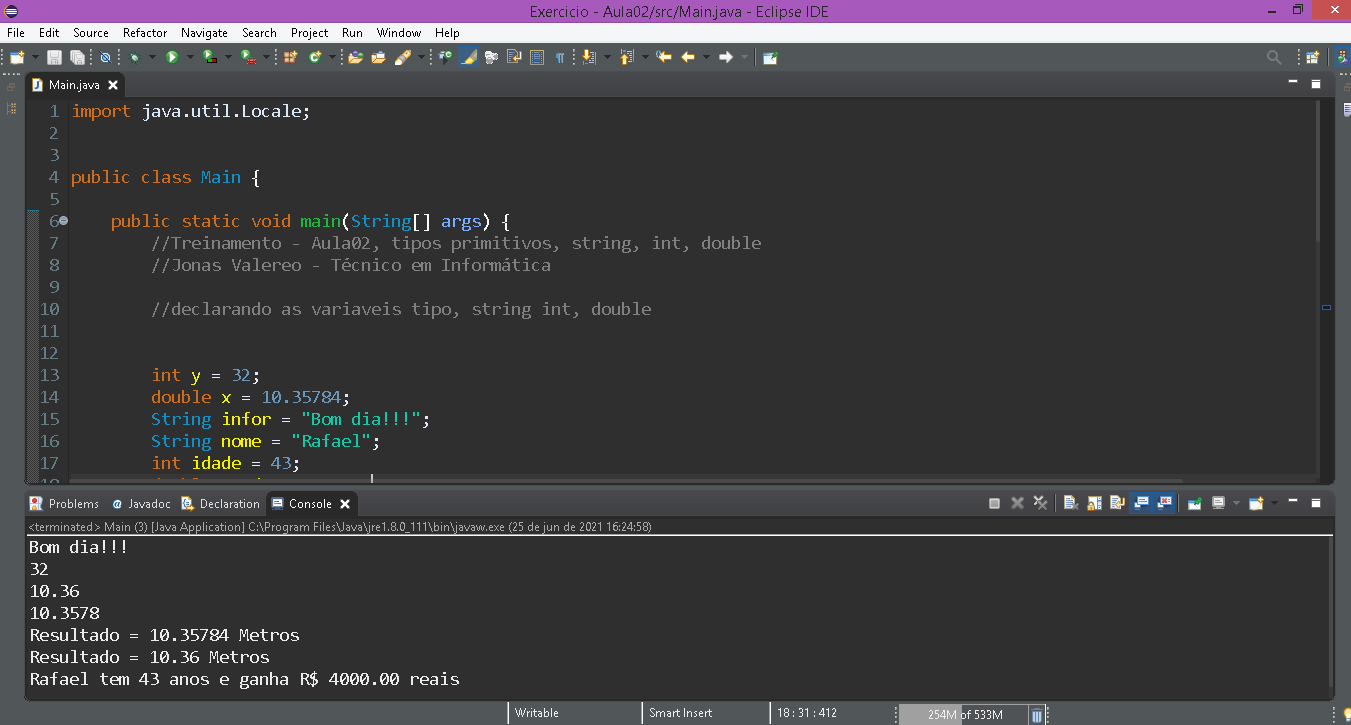 Exercicio - Aula02/src/Main.java - Eclipse IDE
File Edit Source Refactor Navigate Search Project Run Window Help
Main.java
1 import java.util.Locale;
2
3
4 public class Main {
5
6 public static void main(String[] args) {
7 //Treinamento - Aula02, tipos primitivos, string, int, double
8 //Jonas Valereo - Técnico em Informática
9
10 //declarando as variaveis tipo, string int, double
11
12
13 int y = 32;
14 double x = 10.35784;
15 String infor = "Bom dia!!!";
16 String nome = "Rafael";
17 int idade = 43;
Problems Javadoc Declaration Console
<terminated> Main (3) [Java Application] C:\Program Files\Java\jre1.8.0_111\bin\javaw.exe (25 de jun de 2021 16:24:58)
Bom dia!!!
32
10.36
10.3578
Resultado = 10.35784 Metros
Resultado = 10.36 Metros
Rafael tem 43 anos e ganha R$ 4000.00 reais
Writable Smart Insert 18 : 31 : 412 254M of 533M